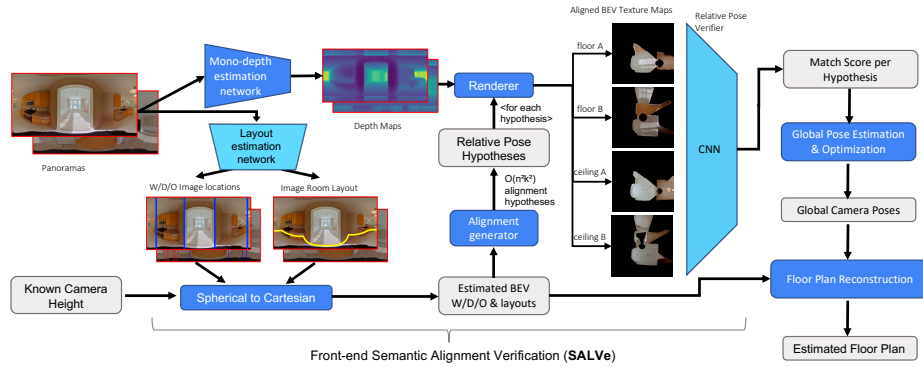 Panoramas
Mono-depth
estimation
network
Layout
estimation
network
Depth Maps
W/D/O Image locations
Image Room Layout
Known Camera
Height
Spherical to Cartesian
Renderer
<for each
hypothesis>
Relative Pose
Hypotheses
O(n²k²)
alignment
hypotheses
Alignment
generator
Estimated BEV
W/D/O & layouts
Aligned BEV Texture Maps
floor A
floor B
ceiling A
ceiling B
Relative Pose
Verifier
CNN
Match Score per
Hypothesis
Global Pose Estimation
& Optimization
Global Camera Poses
Floor Plan Reconstruction
Estimated Floor Plan
Front-end Semantic Alignment Verification (SALVe)